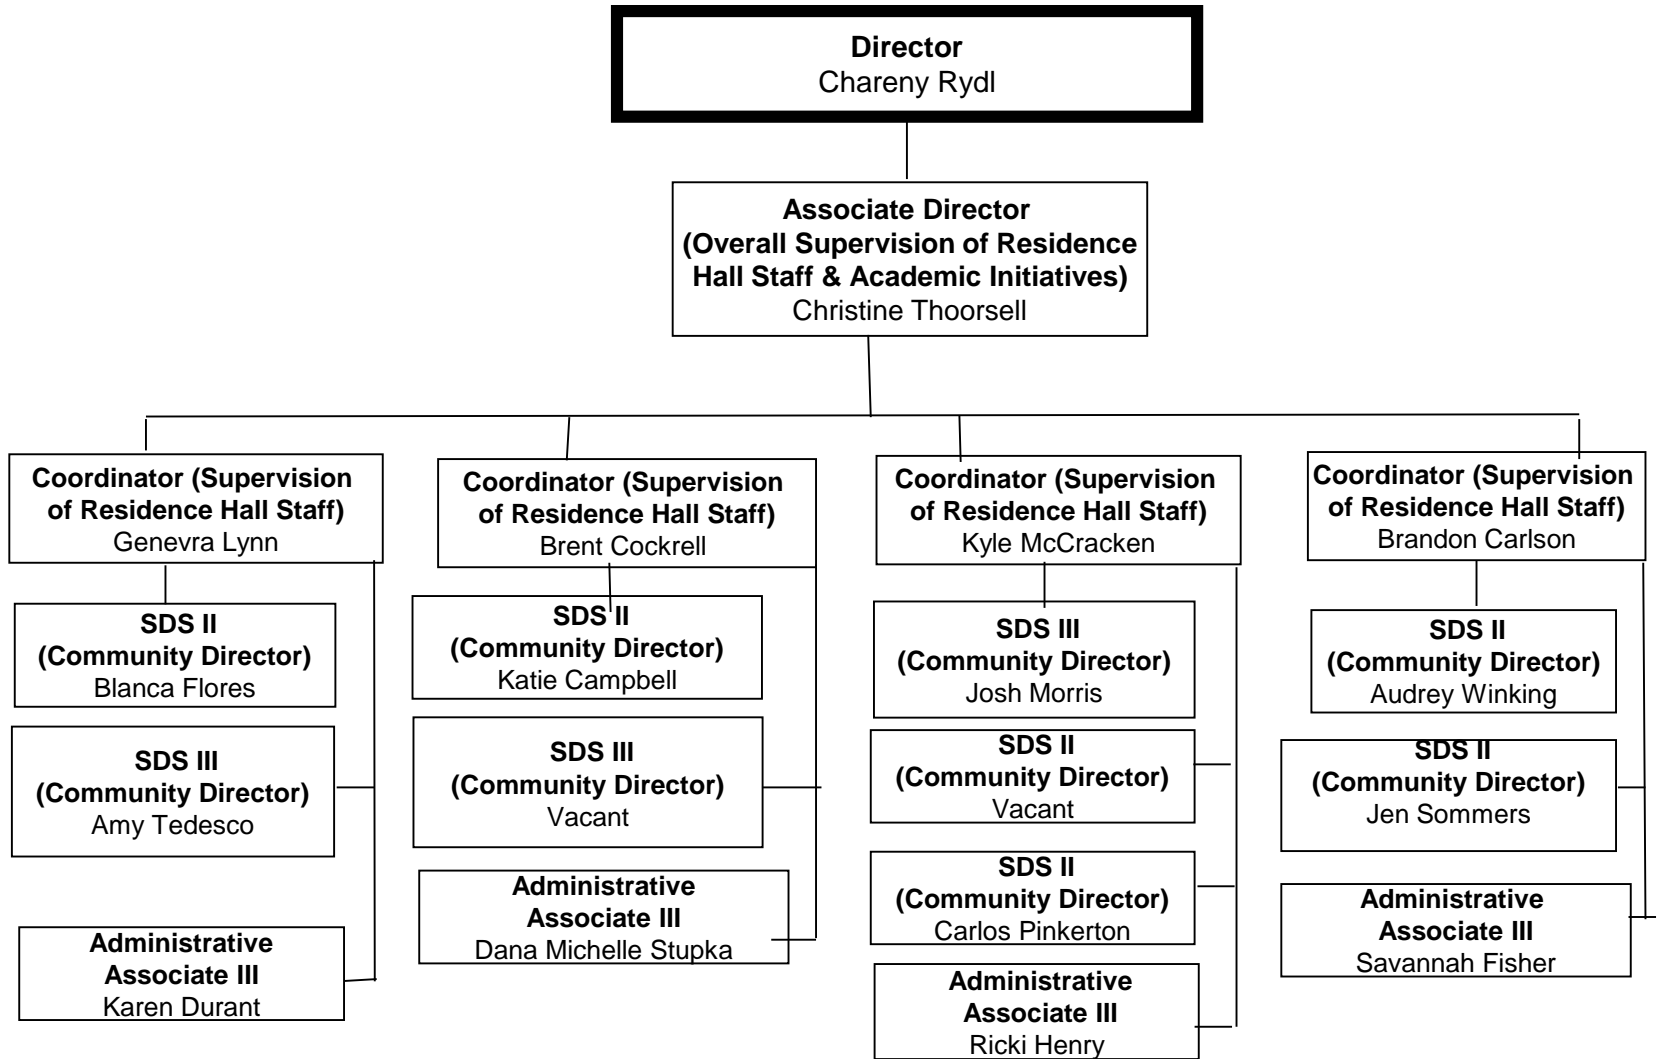 Director
Chareny Rydl
Associate Director
(Overall Supervision of Residence
Hall Staff & Academic Initiatives)
Christine Thoorsell
Coordinator (Supervision
of Residence Hall Staff)
Genevra Lynn
SDS II
(Community Director)
Blanca Flores
SDS III
(Community Director)
Amy Tedesco
Administrative
Associate III
Karen Durant
Coordinator (Supervision
of Residence Hall Staff)
Brent Cockrell
SDS II
(Community Director)
Katie Campbell
SDS III
(Community Director)
Vacant
Administrative
Associate III
Dana Michelle Stupka
Coordinator (Supervision
of Residence Hall Staff)
Kyle McCracken
SDS III
(Community Director)
Josh Morris
SDS II
(Community Director)
Vacant
SDS II
(Community Director)
Carlos Pinkerton
Administrative
Associate III
Ricki Henry
Coordinator (Supervision
of Residence Hall Staff)
Brandon Carlson
SDS II
(Community Director)
Audrey Winking
SDS II
(Community Director)
Jen Sommers
Administrative
Associate III
Savannah Fisher